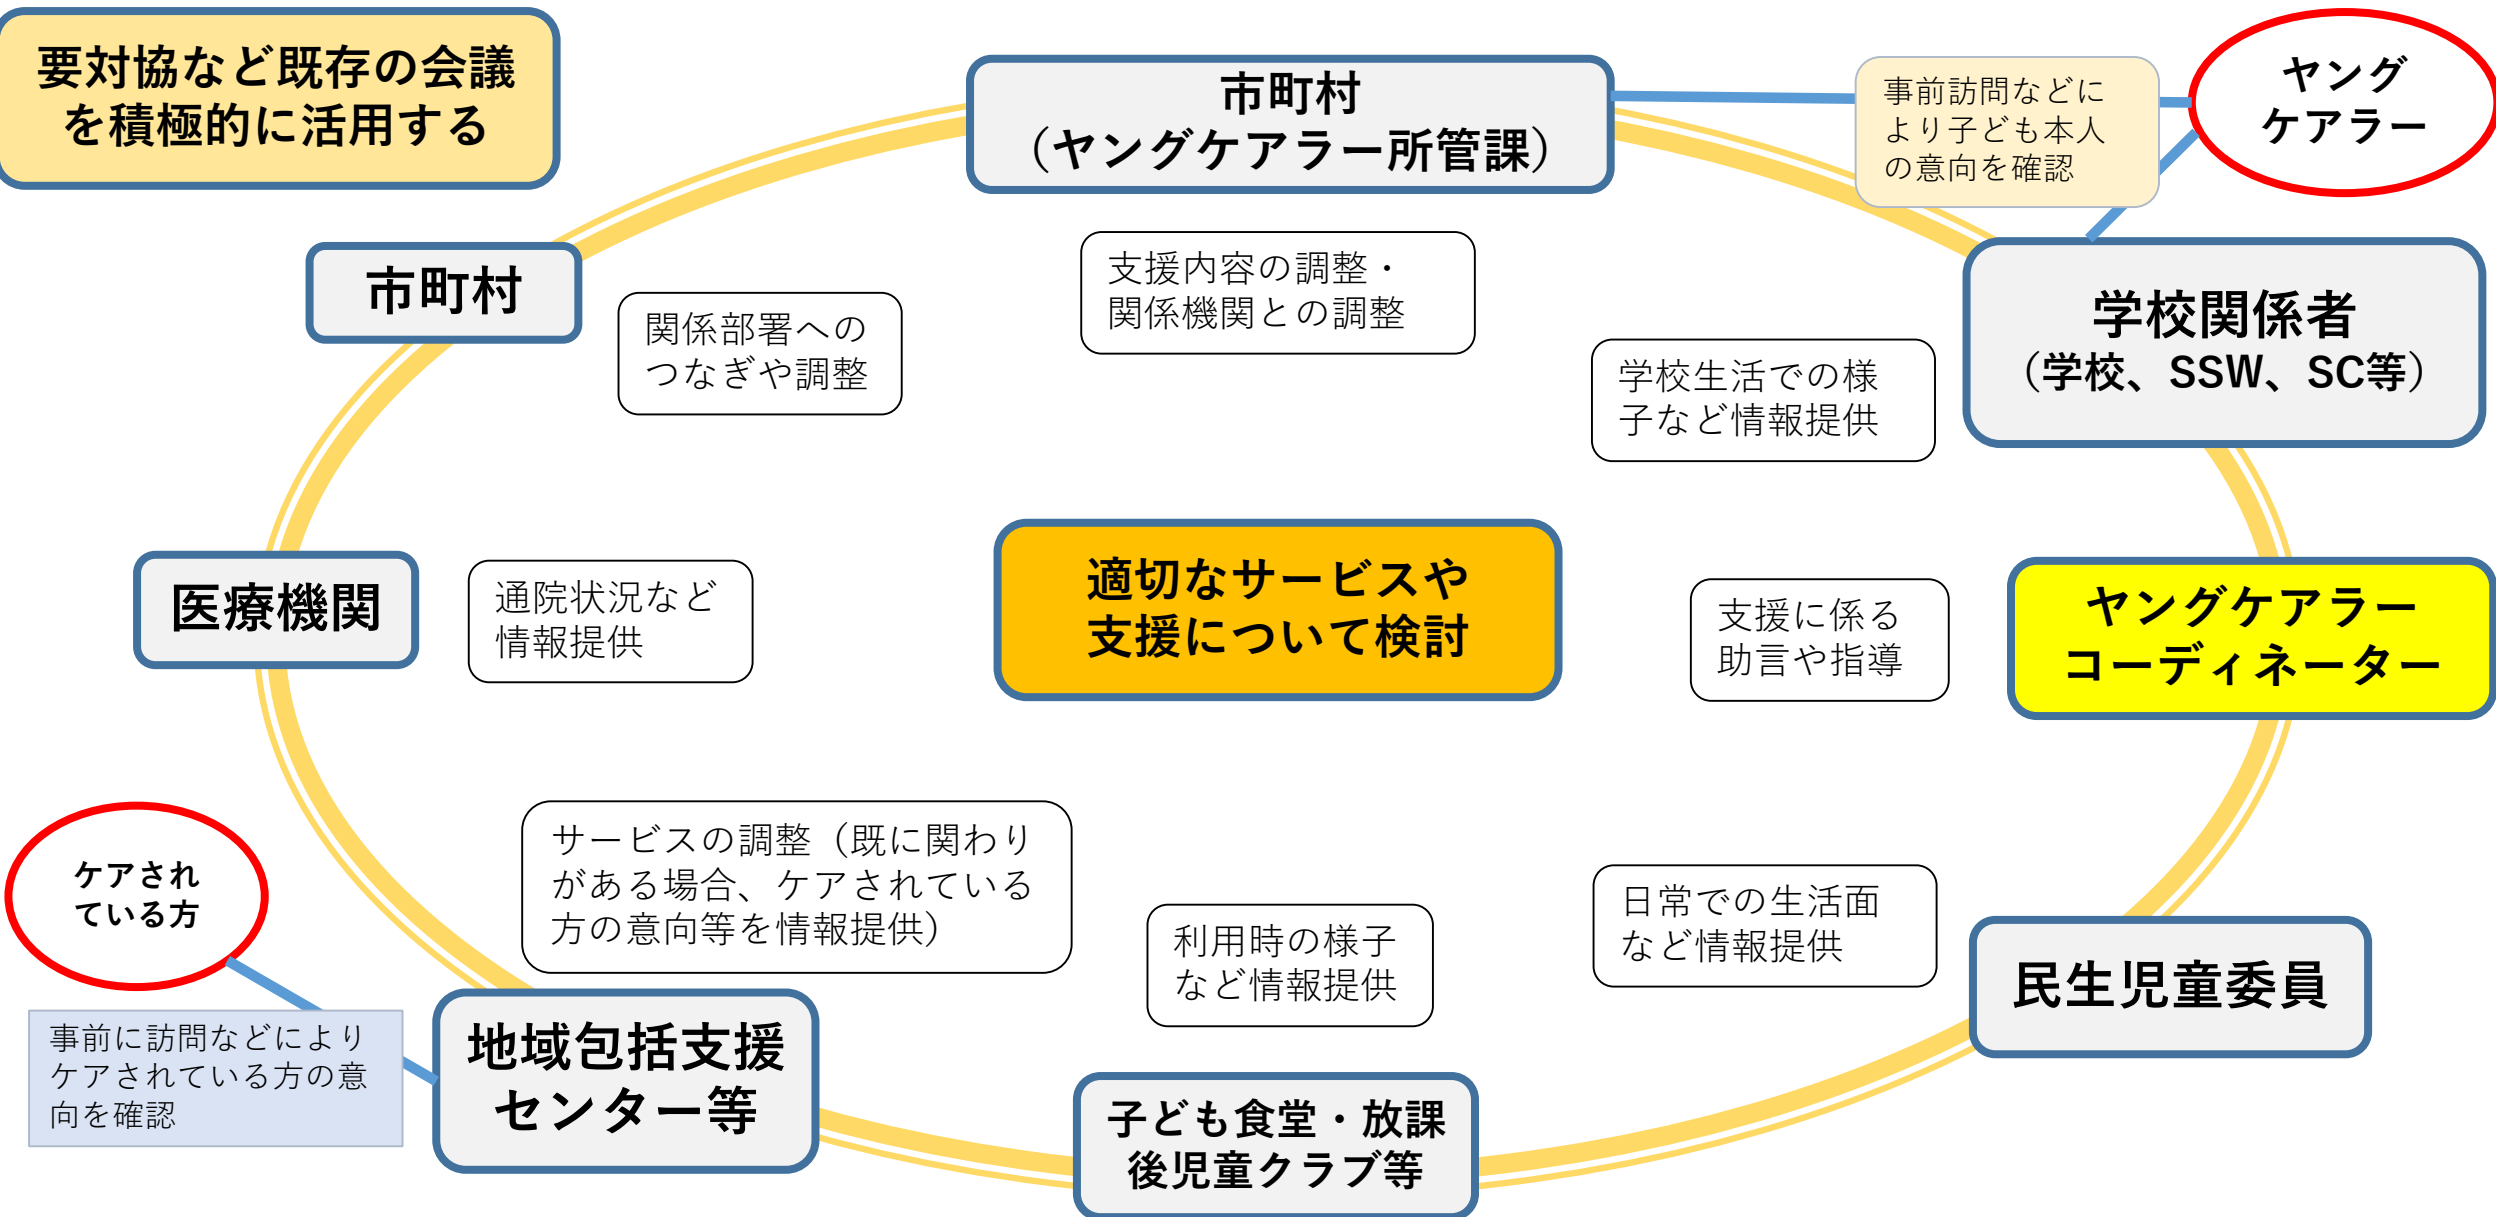 要対協など既存の会議
を積極的に活用する
市町村
（ヤングケアラー所管課）
事前訪問などに
より子ども本人
の意向を確認
ヤング
ケアラー
市町村
関係部署への
つなぎや調整
支援内容の調整・
関係機関との調整
学校生活での様
子など情報提供
学校関係者
（学校、SSW、SC等）
医療機関
通院状況など
情報提供
適切なサービスや
支援について検討
支援に係る
助言や指導
ヤングケアラー
コーディネーター
ケアされ
ている方
サービスの調整（既に関わり
がある場合、ケアされている
方の意向等を情報提供）
利用時の様子
など情報提供
日常での生活面
など情報提供
民生児童委員
事前に訪問などにより
ケアされている方の意
向を確認
地域包括支援
センター等
子ども食堂・放課
後児童クラブ等